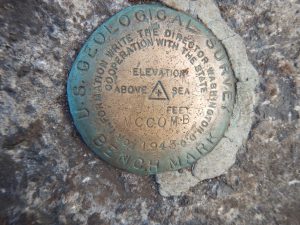 U.S. GEOLOGICAL SURVEY
FOR INFORMATION WRITE THE DIRECTOR, WASHINGTON, D.C.
COOPERATION WITH THE STATE
ELEVATION
ABOVE SEA
FEET
MCCOMB
1943
BENCH MARK